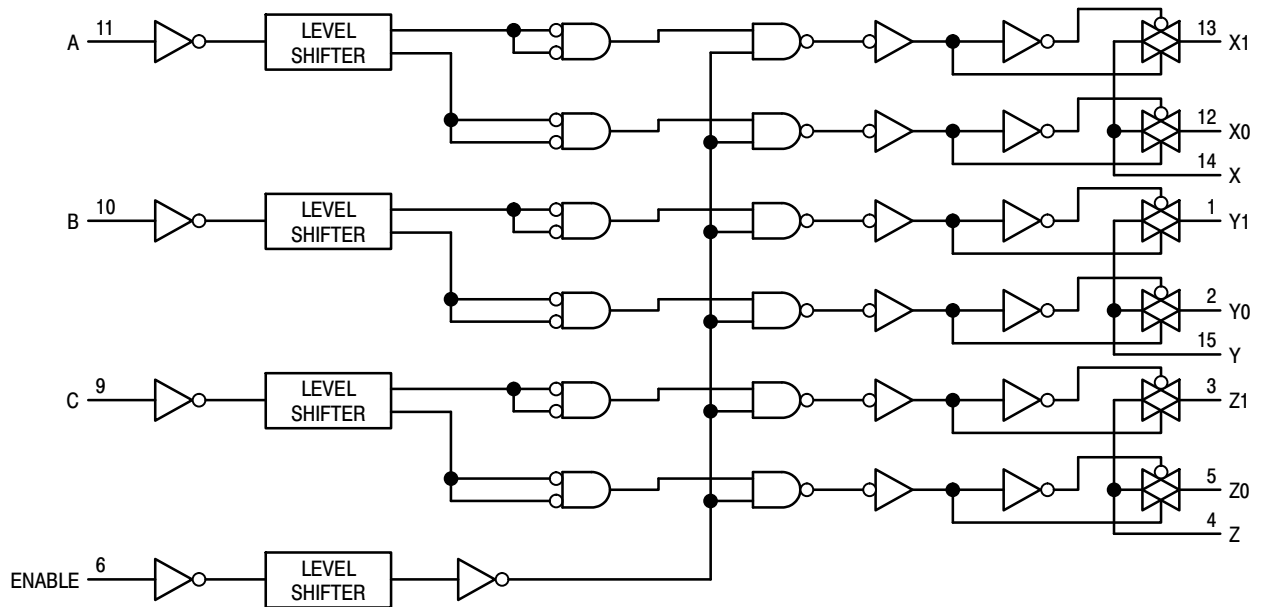 A 11 LEVEL SHIFTER 13 X1
12 X0
14 X
B 10 LEVEL SHIFTER 1 Y1
2 Y0
15 Y
C 9 LEVEL SHIFTER 3 Z1
5 Z0
4 Z
ENABLE 6 LEVEL SHIFTER